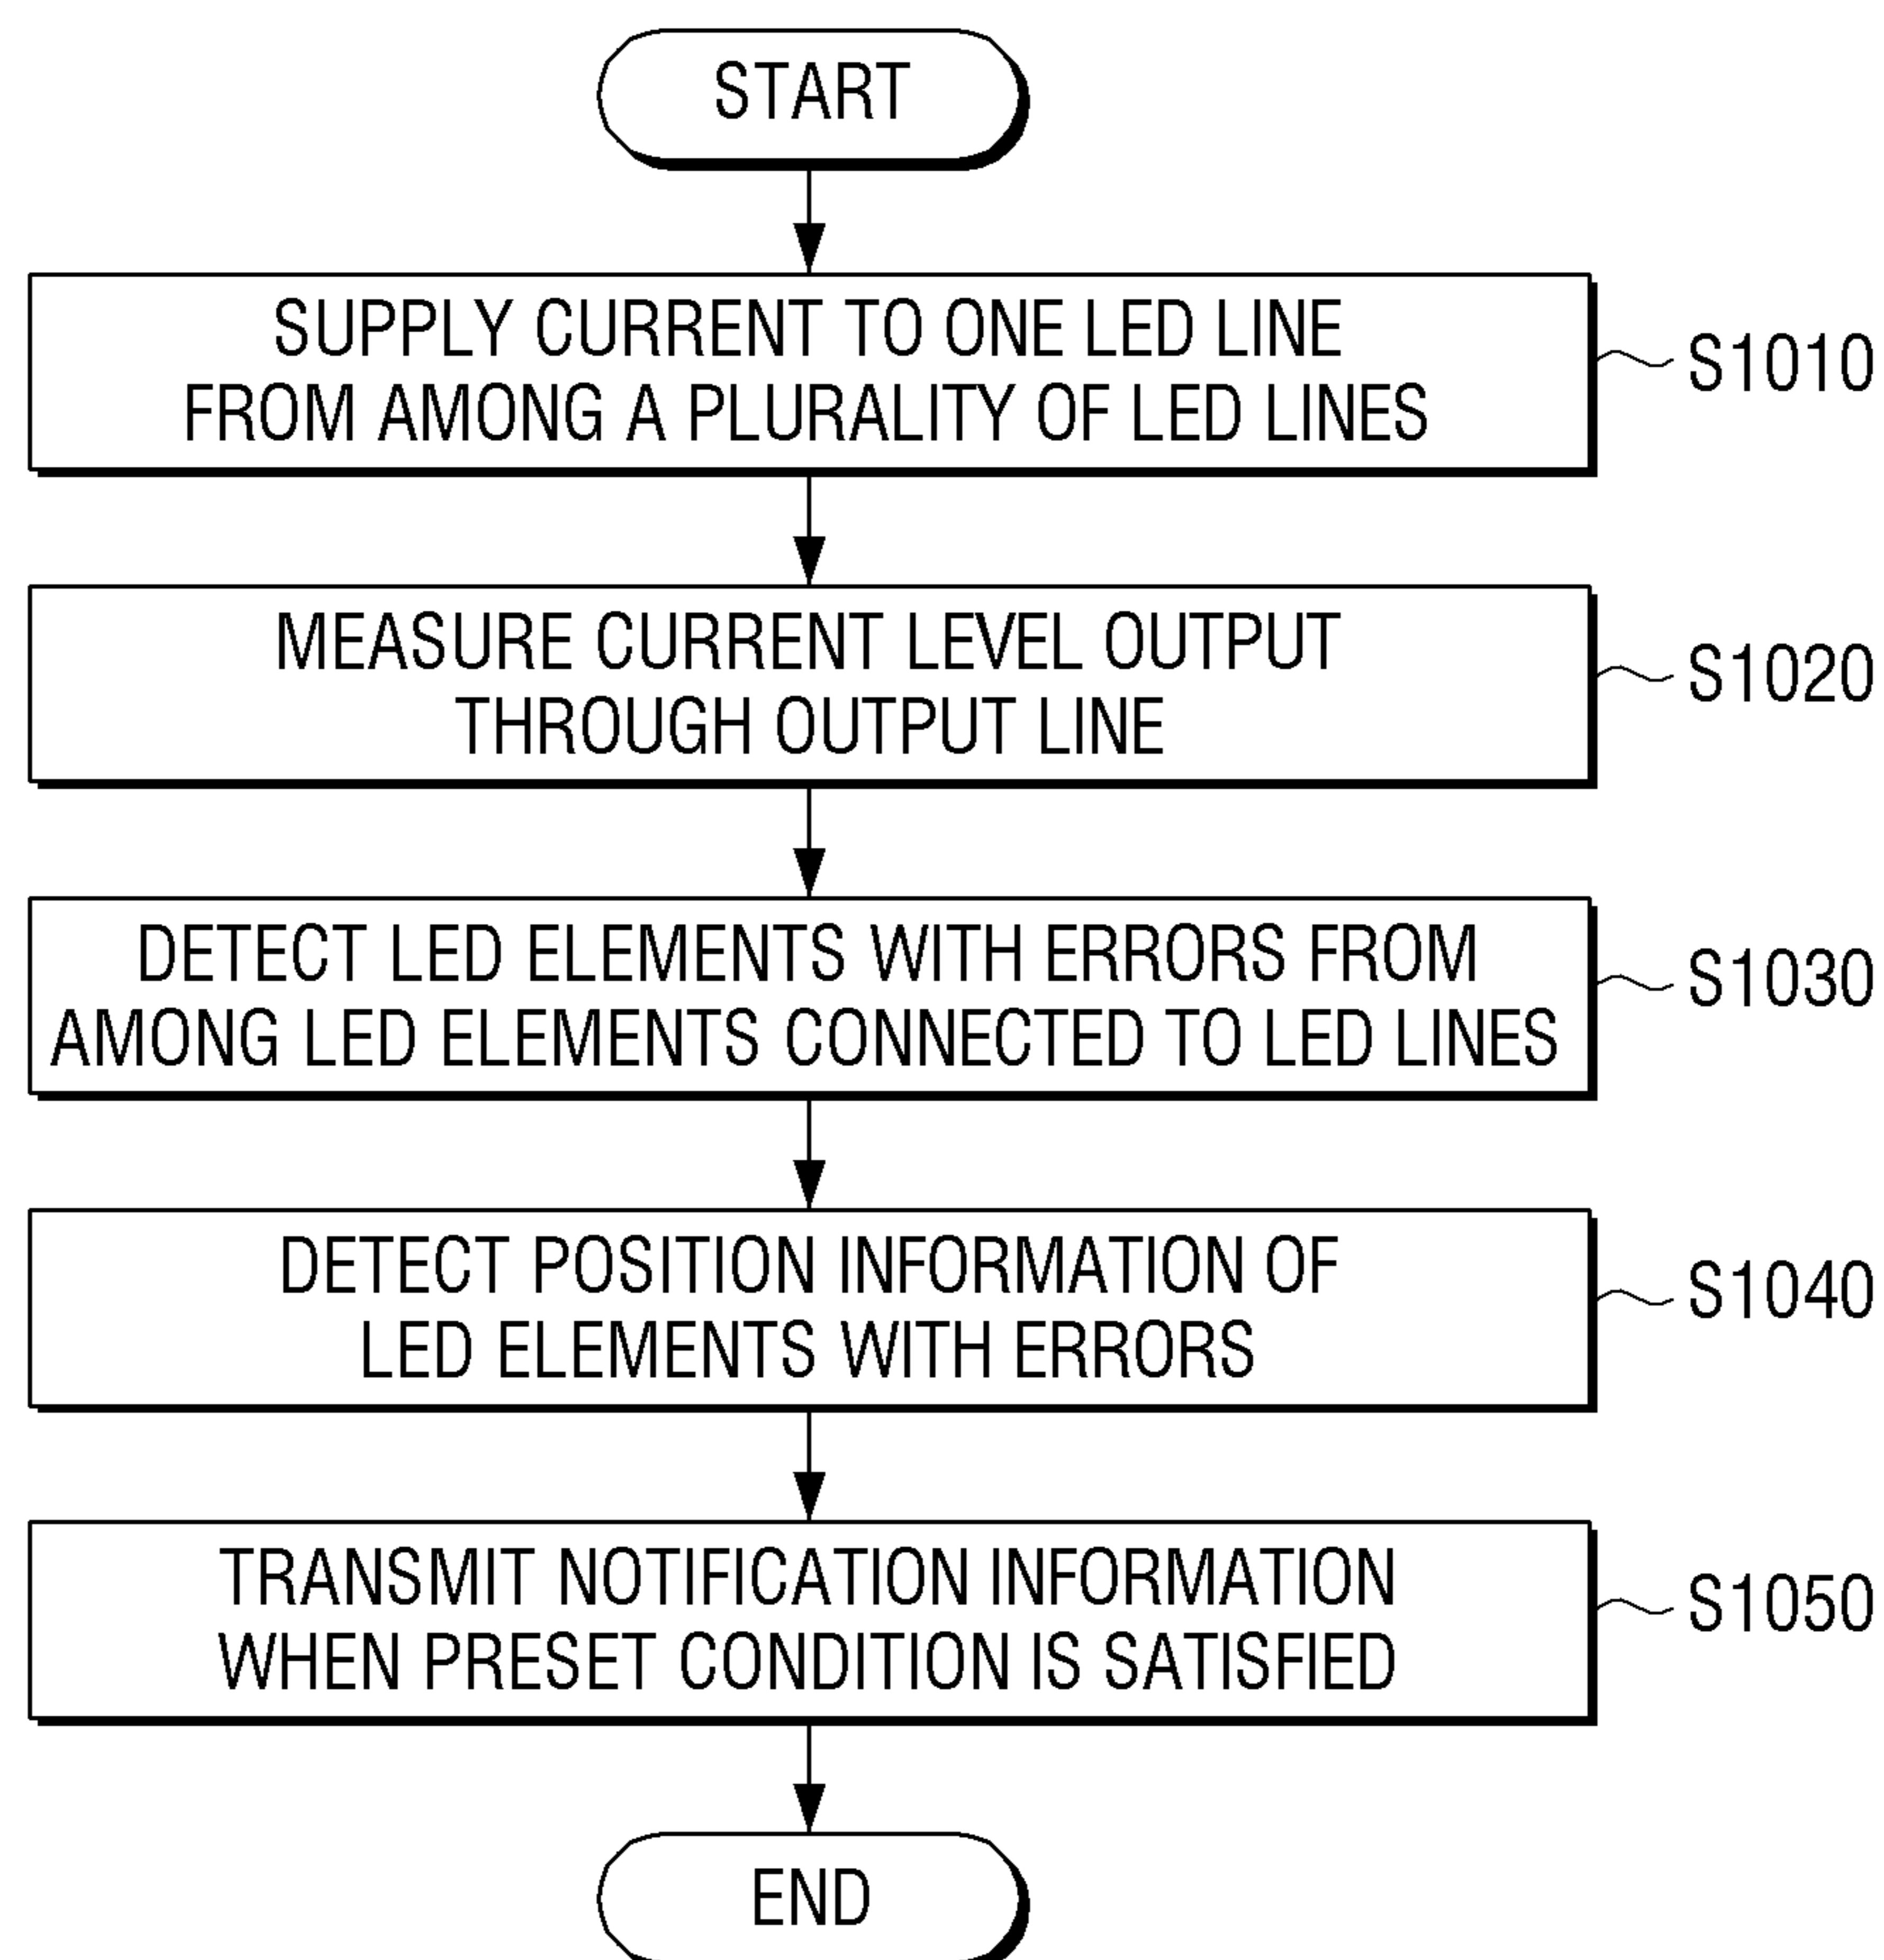 START
SUPPLY CURRENT TO ONE LED LINE
FROM AMONG A PLURALITY OF LED LINES
S1010
MEASURE CURRENT LEVEL OUTPUT
THROUGH OUTPUT LINE
S1020
DETECT LED ELEMENTS WITH ERRORS FROM
AMONG LED ELEMENTS CONNECTED TO LED LINES
S1030
DETECT POSITION INFORMATION OF
LED ELEMENTS WITH ERRORS
S1040
TRANSMIT NOTIFICATION INFORMATION
WHEN PRESET CONDITION IS SATISFIED
S1050
END